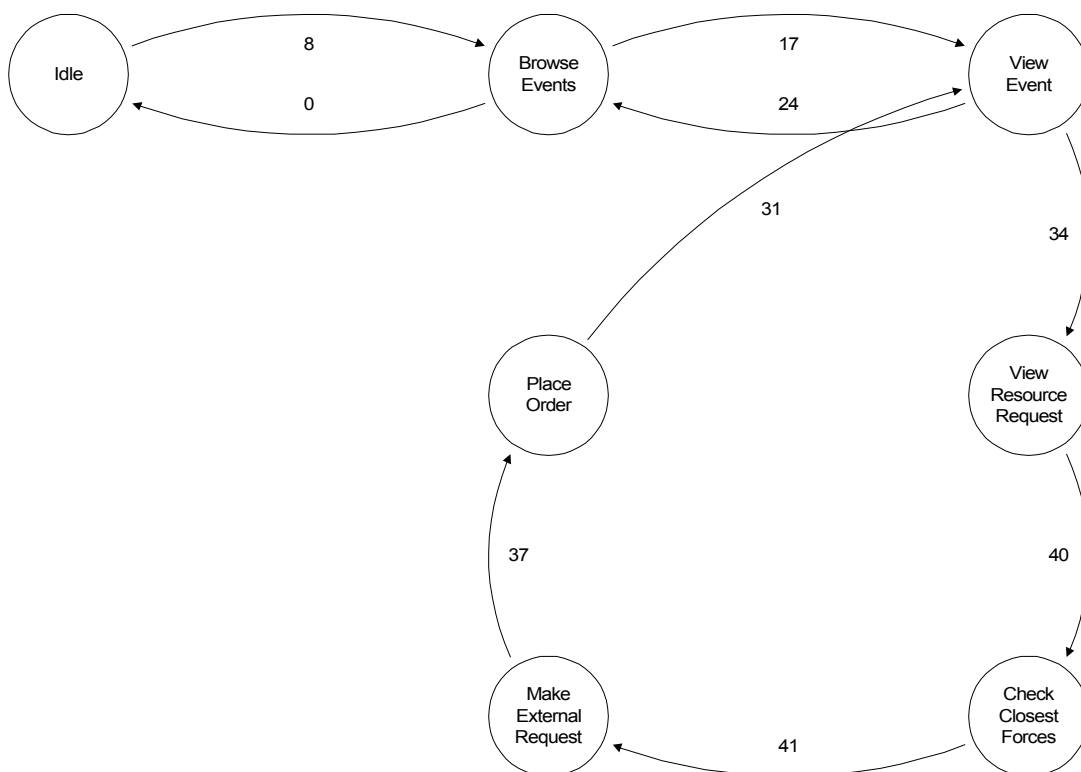 8
17
Idle
Browse
Events
View
Event
0
24
31
34
Place
Order
View
Resource
Request
37
40
Make
External
Request
Check
Closest
Forces
41